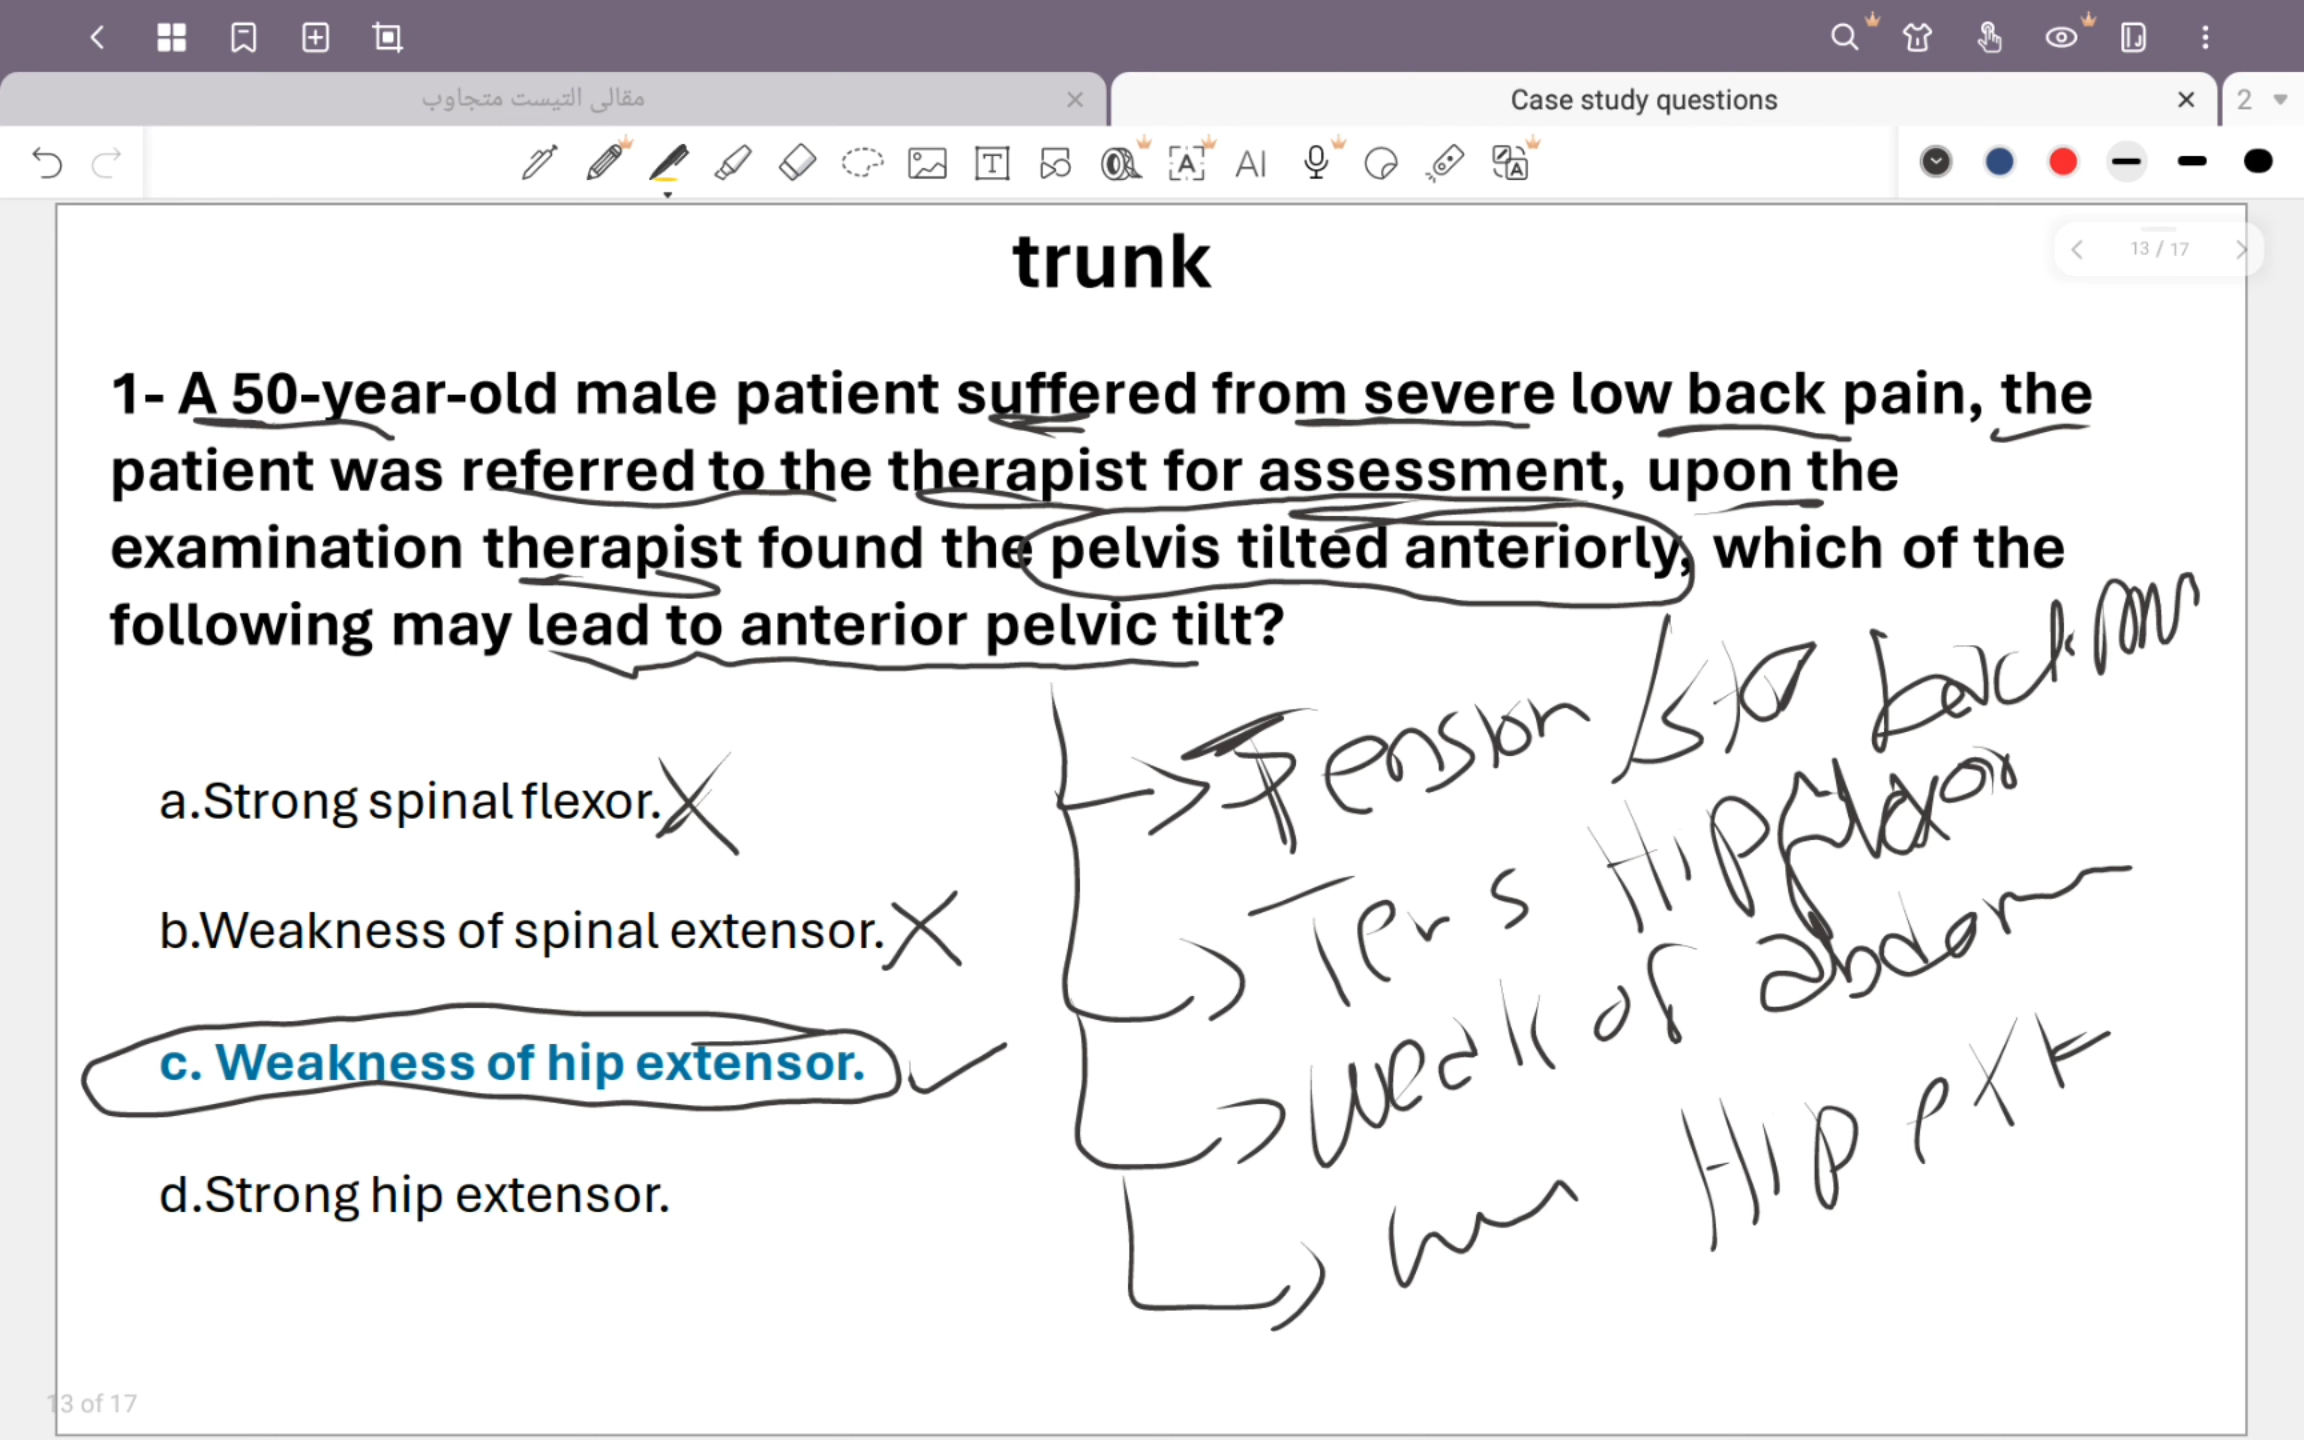 مقالى التيست متجاوب
Case study questions
2
AI
13 / 17
trunk
1- A 50-year-old male patient suffered from severe low back pain, the
patient was referred to the therapist for assessment, upon the
examination therapist found the pelvis tilted anteriorly, which of the
following may lead to anterior pelvic tilt?
a.Strong spinal flexor.
b.Weakness of spinal extensor.
c. Weakness of hip extensor.
d.Strong hip extensor.
Tension back
Tens Hip flexor
weak of abdom
Hip ext
13 of 17